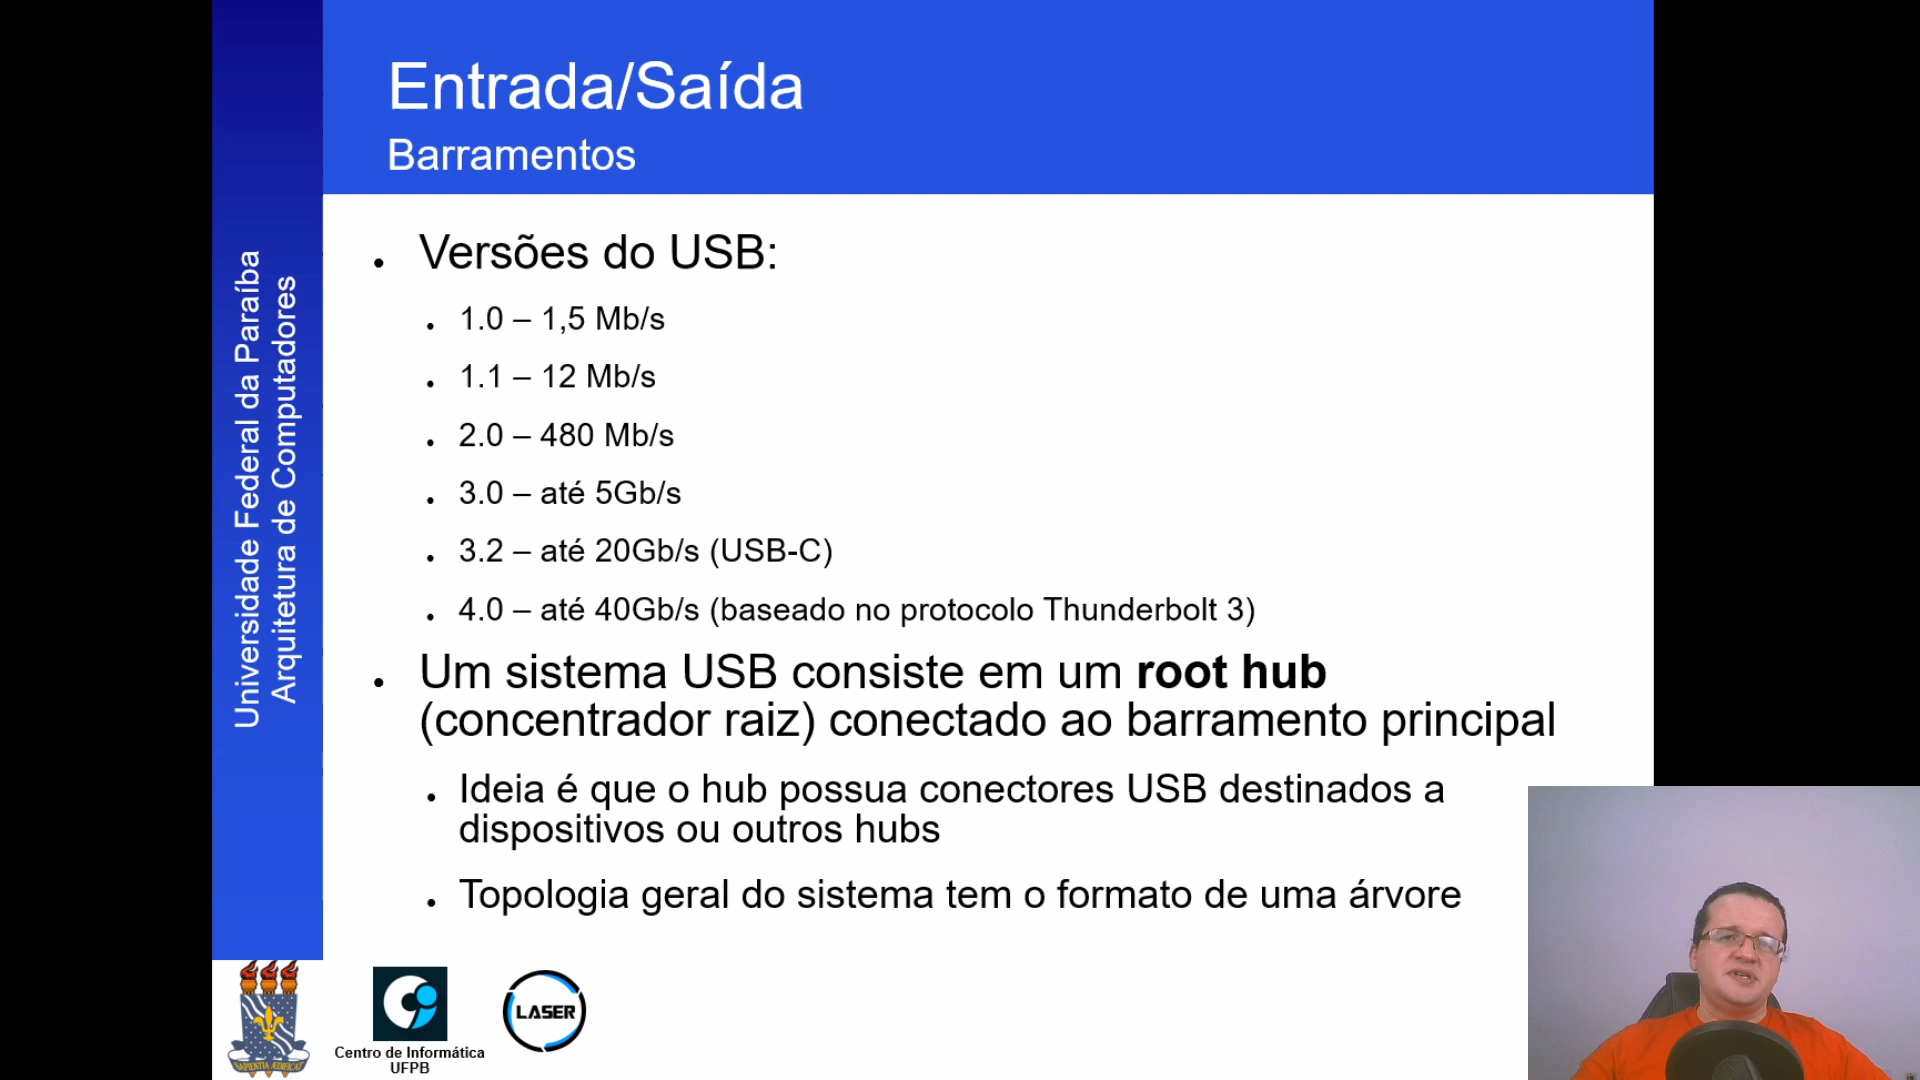 Entrada/Saída
Barramentos
Universidade Federal da Paraíba
Arquitetura de Computadores
Versões do USB:
1.0 – 1,5 Mb/s
1.1 – 12 Mb/s
2.0 – 480 Mb/s
3.0 – até 5Gb/s
3.2 – até 20Gb/s (USB-C)
4.0 – até 40Gb/s (baseado no protocolo Thunderbolt 3)
Um sistema USB consiste em um root hub
(concentrador raiz) conectado ao barramento principal
Ideia é que o hub possua conectores USB destinados a
dispositivos ou outros hubs
Topologia geral do sistema tem o formato de uma árvore
SAPIENTIA ÆDIFICAT
Centro de Informática
UFPB
LASER